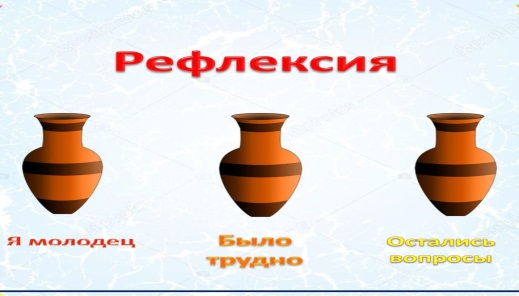 Рефлексия
Я молодец
Было
трудно
Остались
вопросы